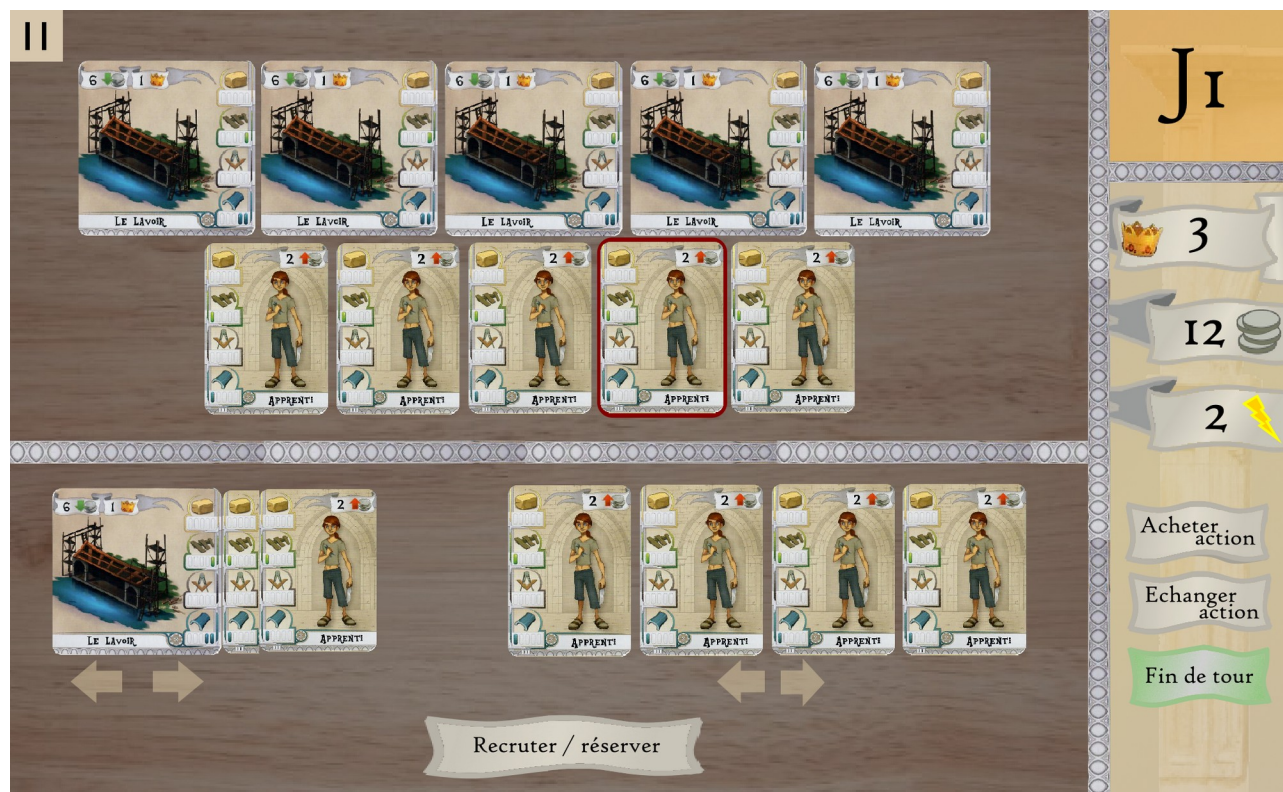 6 1 6 1 6 1 6 1 6 1
LE LAVOIR LE LAVOIR LE LAVOIR LE LAVOIR LE LAVOIR
2 2 2 2 2
APPRENTI APPRENTI APPRENTI APPRENTI APPRENTI
6 1 2 2 2 2 2
LE LAVOIR APPRENTI APPRENTI APPRENTI APPRENTI APPRENTI
Recruter / réserver
J1
3
12
2
Acheter
action
Echanger
action
Fin de tour